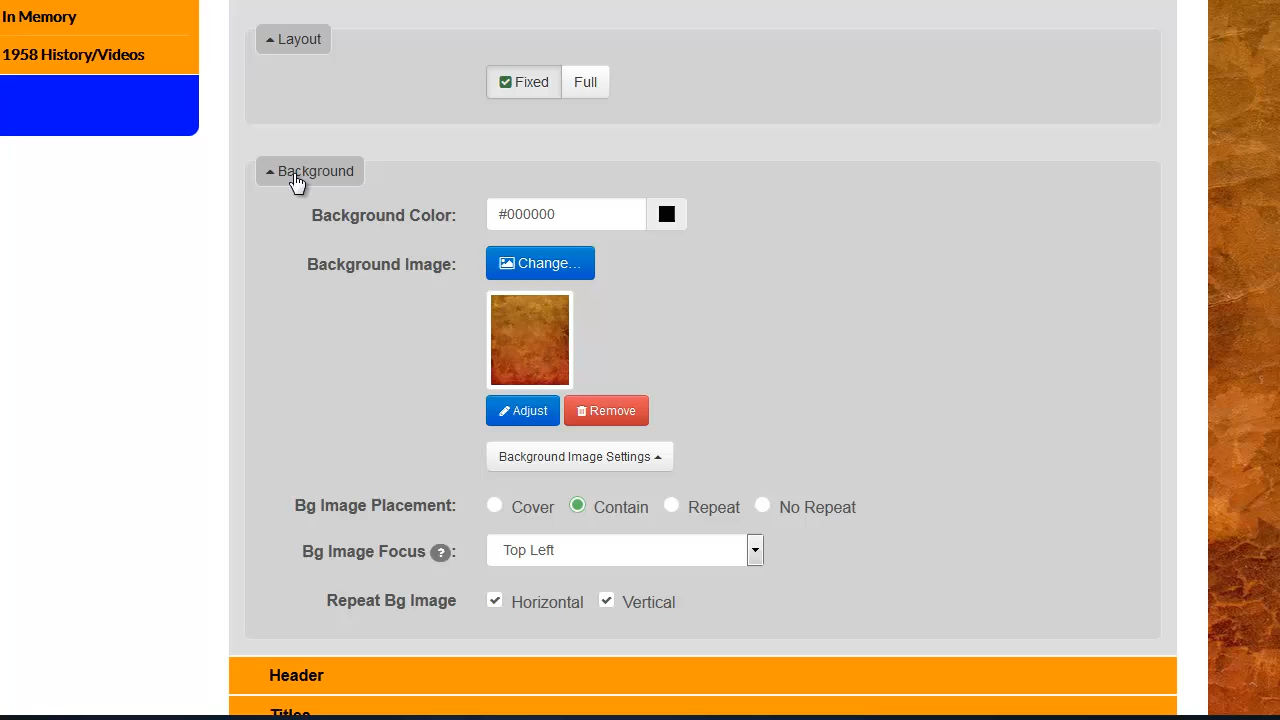 In Memory
1958 History/Videos
Layout
Fixed Full
Background
Background Color: #000000
Background Image: Change...
Adjust Remove
Background Image Settings
Bg Image Placement: Cover Contain Repeat No Repeat
Bg Image Focus ?: Top Left
Repeat Bg Image Horizontal Vertical
Header
Titles